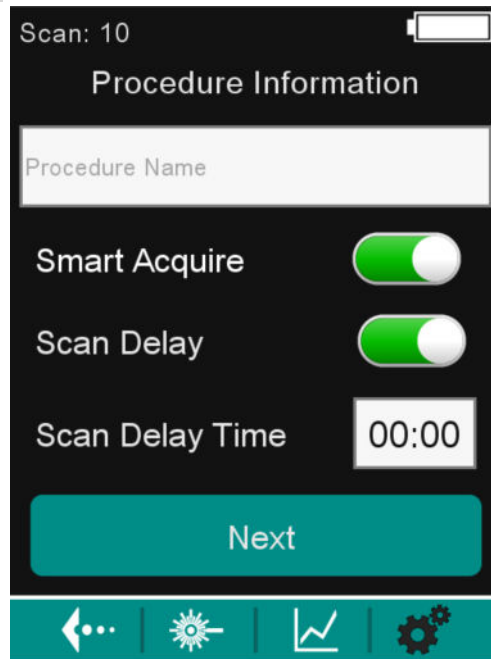 Scan: 10
Procedure Information
Procedure Name
Smart Acquire
Scan Delay
Scan Delay Time 00:00
Next